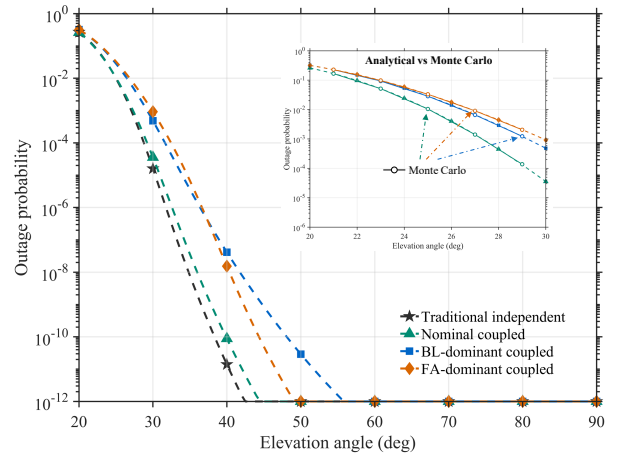 10^0
10^-2
10^-4
10^-6
10^-8
10^-10
10^-12
Outage probability
20 30 40 50 60 70 80 90
Elevation angle (deg)
Analytical vs Monte Carlo
10^0
10^-1
10^-2
10^-3
10^-4
10^-5
10^-6
Outage probability
Monte Carlo
20 22 24 26 28 30
Elevation angle (deg)
Traditional independent
Nominal coupled
BL-dominant coupled
FA-dominant coupled